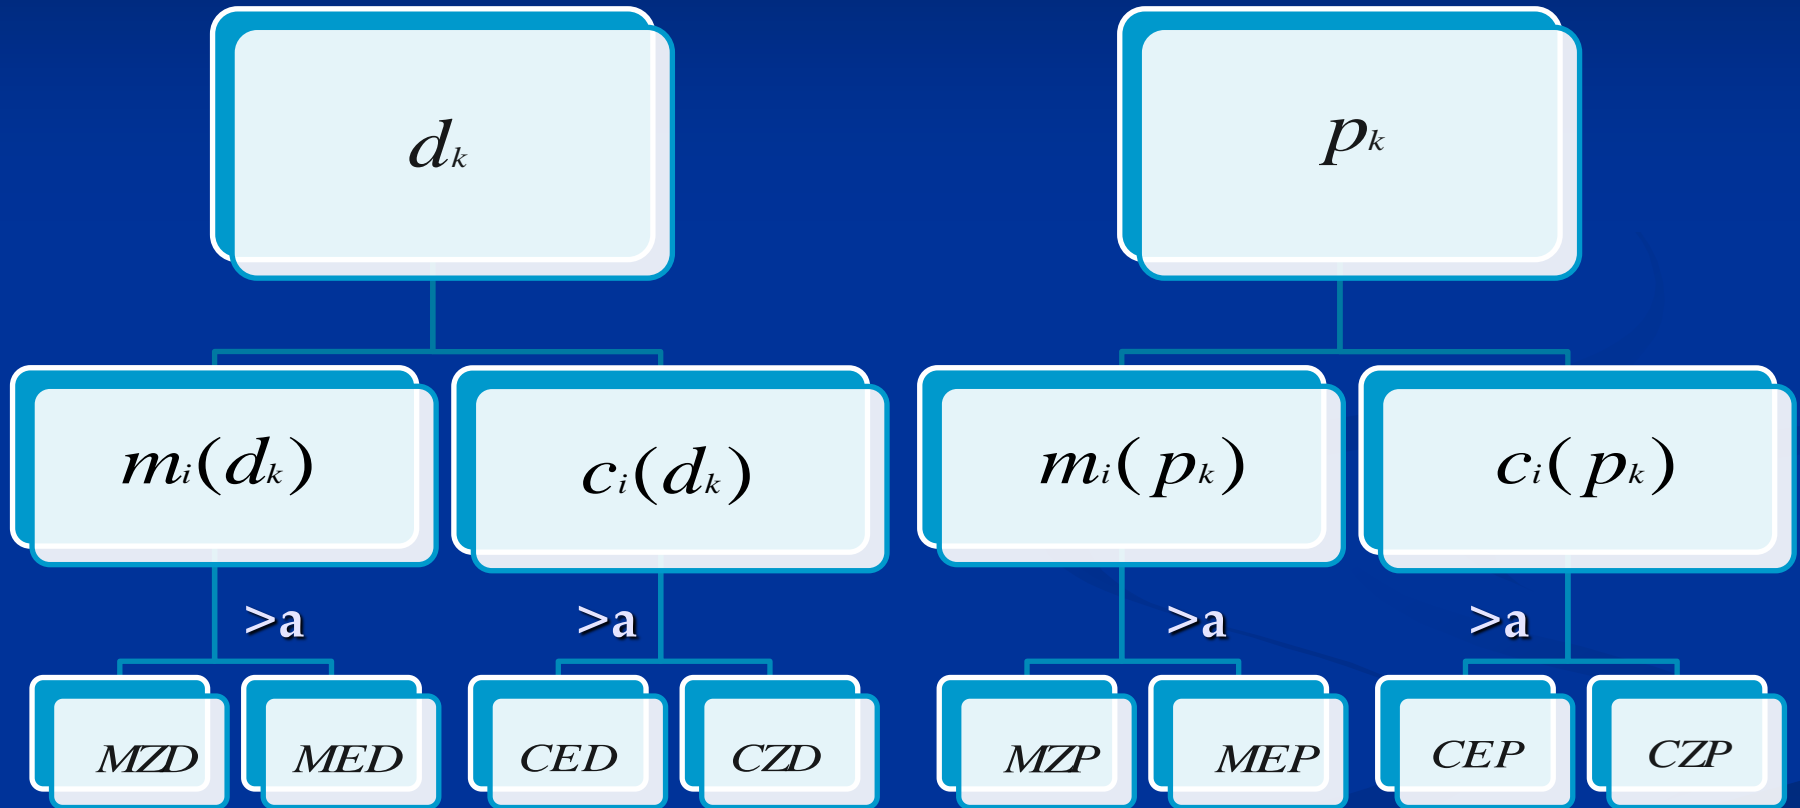 dk pk
mi(dk) ci(dk) mi(pk) ci(pk)
>a >a >a >a
MZD MED CED CZD MZP MEP CEP CZP